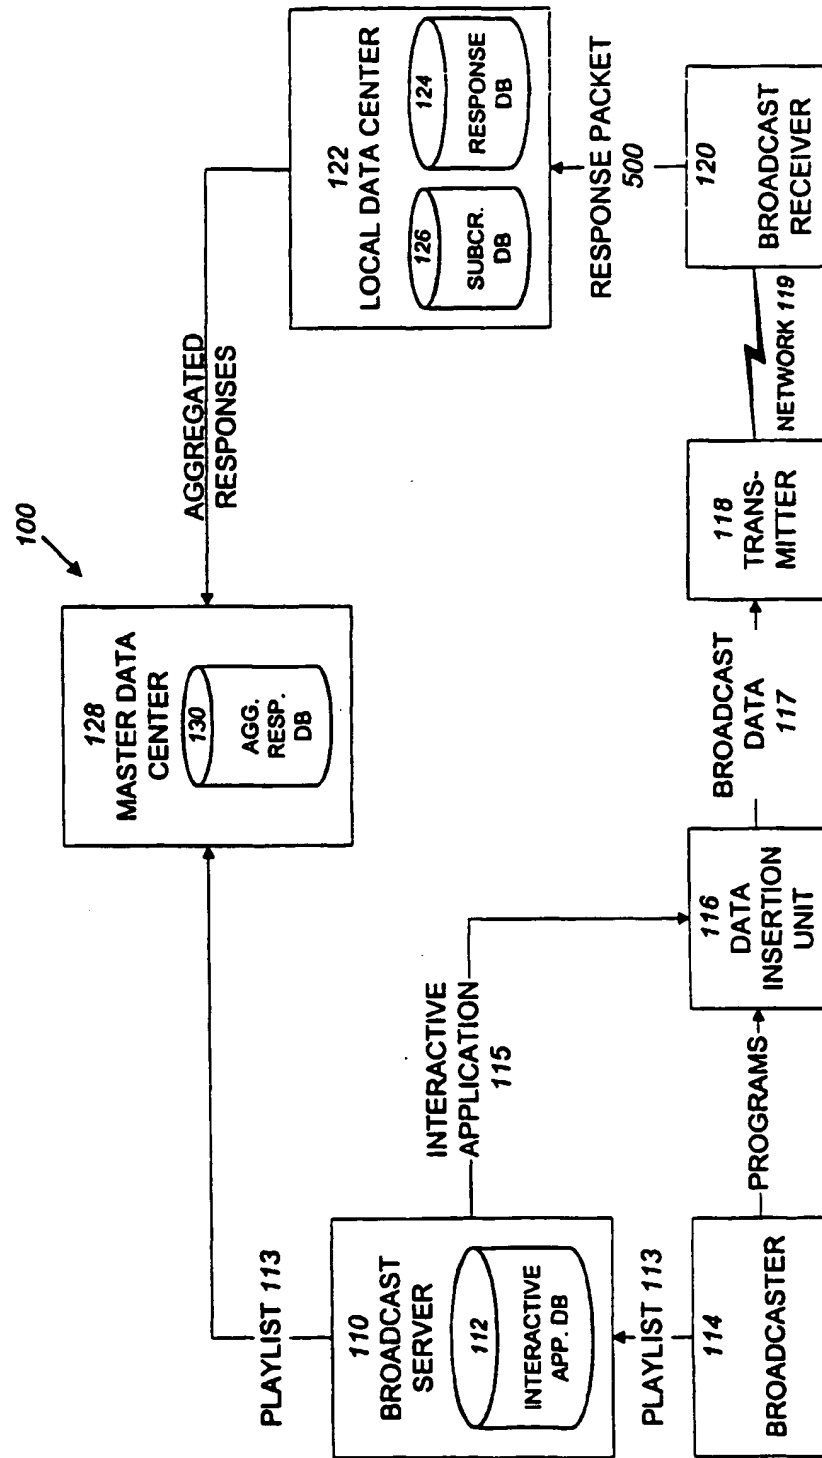 100
128
MASTER DATA
CENTER
130
AGG.
RESP.
DB
AGGREGATED
RESPONSES
122
LOCAL DATA CENTER
126
SUBCR.
DB
124
RESPONSE
DB
PLAYLIST 113
110
BROADCAST
SERVER
112
INTERACTIVE
APP. DB
INTERACTIVE
APPLICATION
115
RESPONSE PACKET
500
PLAYLIST 113
114
BROADCASTER
PROGRAMS
116
DATA
INSERTION
UNIT
BROADCAST
DATA
117
118
TRANS-
MITTER
NETWORK 119
120
BROADCAST
RECEIVER